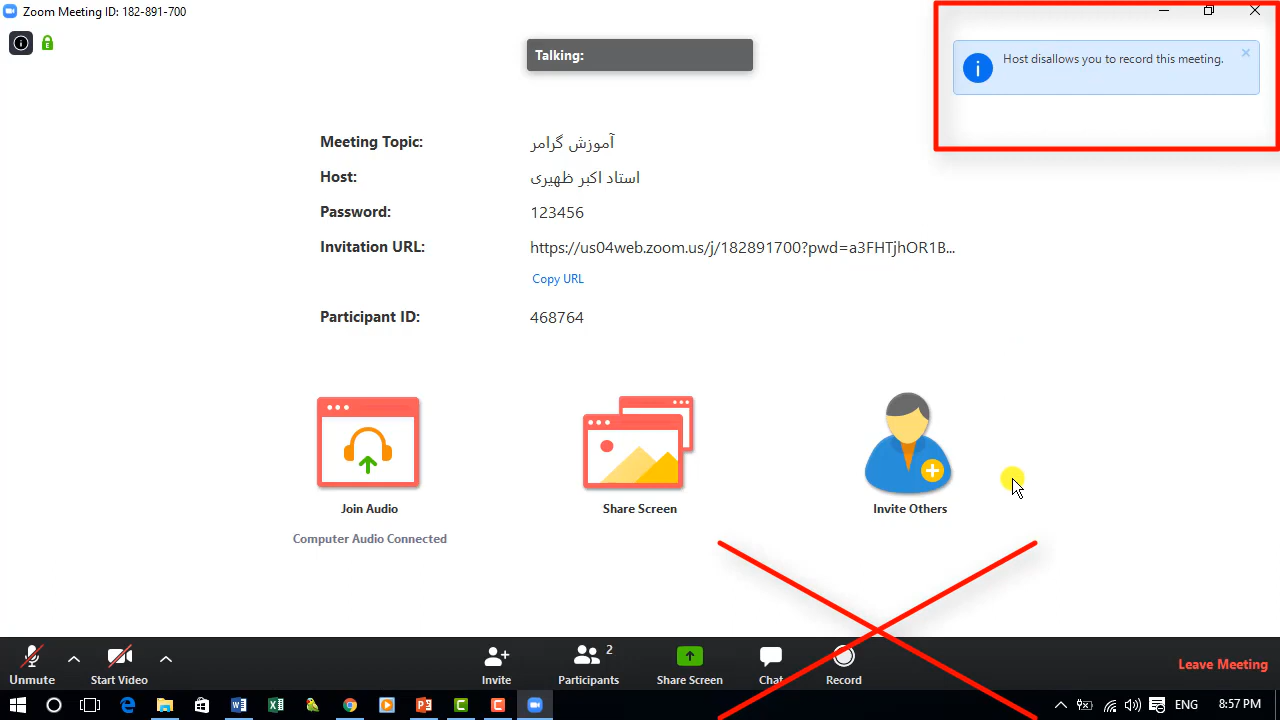 Zoom Meeting ID: 182-891-700
Host disallows you to record this meeting.
Talking:
Meeting Topic: آموزش گرامر
Host: استاد اکبر ظهیری
Password: 123456
Invitation URL: https://us04web.zoom.us/j/182891700?pwd=a3FHTjhOR1B...
Copy URL
Participant ID: 468764
Join Audio Share Screen Invite Others
Computer Audio Connected
2
Unmute Start Video Invite Participants Share Screen Chat Record Leave Meeting
ENG 8:57 PM